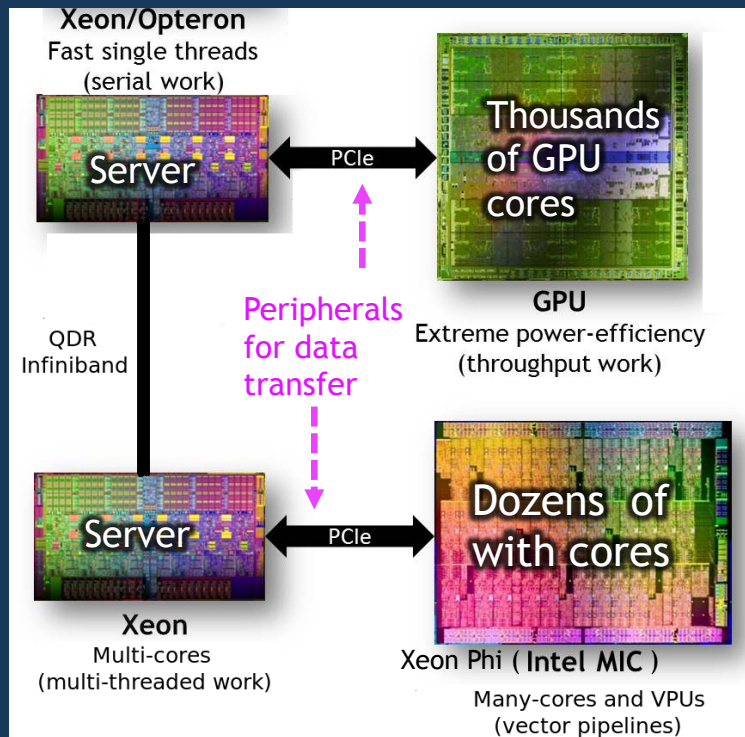 Xeon/Opteron
Fast single threads
(serial work)
Server
PCIe
Thousands
of GPU
cores
GPU
Extreme power-efficiency
(throughput work)
QDR
Infiniband
Peripherals
for data
transfer
Server
PCIe
Dozens of
with cores
Xeon
Multi-cores
(multi-threaded work)
Xeon Phi ( Intel MIC )
Many-cores and VPUs
(vector pipelines)